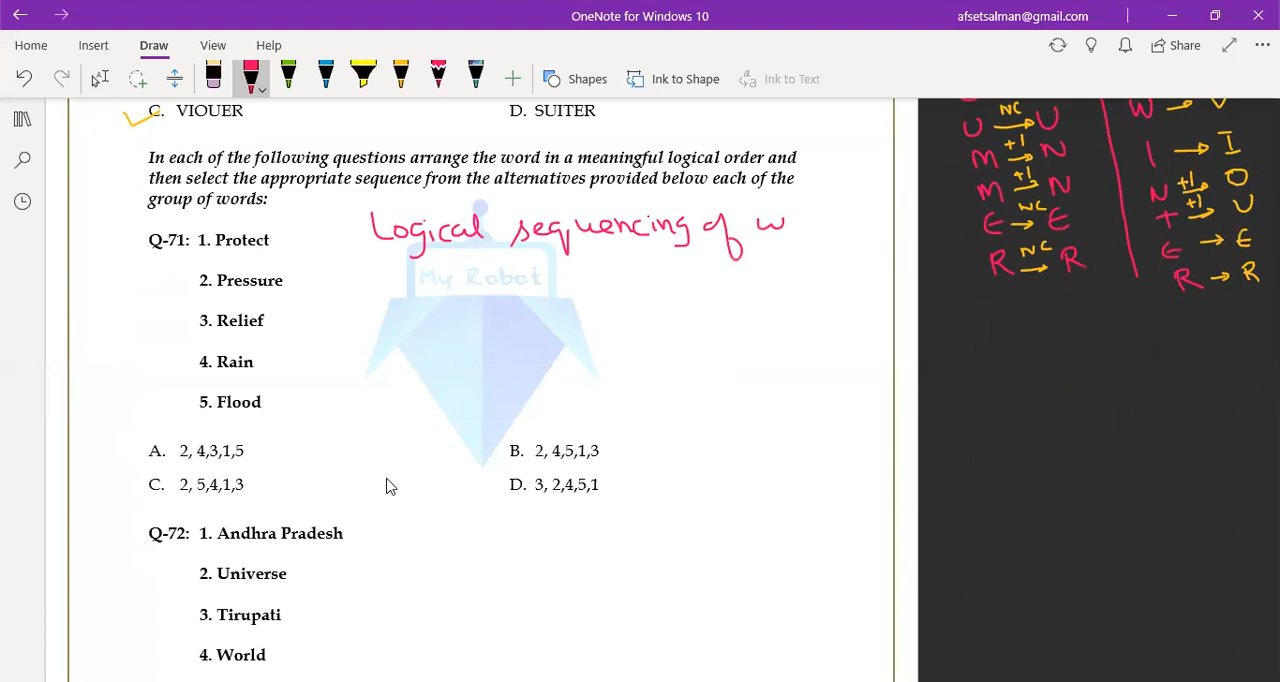 OneNote for Windows 10
afsetsalman@gmail.com
Home Insert Draw View Help
Share
Shapes Ink to Shape Ink to Text
C. VIOUER D. SUITER
In each of the following questions arrange the word in a meaningful logical order and
then select the appropriate sequence from the alternatives provided below each of the
group of words:
Logical sequencing of w
Q-71: 1. Protect
My Robot
2. Pressure
3. Relief
4. Rain
5. Flood
A. 2, 4,3,1,5 B. 2, 4,5,1,3
C. 2, 5,4,1,3 D. 3, 2,4,5,1
Q-72: 1. Andhra Pradesh
2. Universe
3. Tirupati
4. World
W → V
U NC → U
M +1 → N
I → I
M +1 → N
N +1 → O
E NC → E
T +1 → U
E → E
R NC → R
R → R